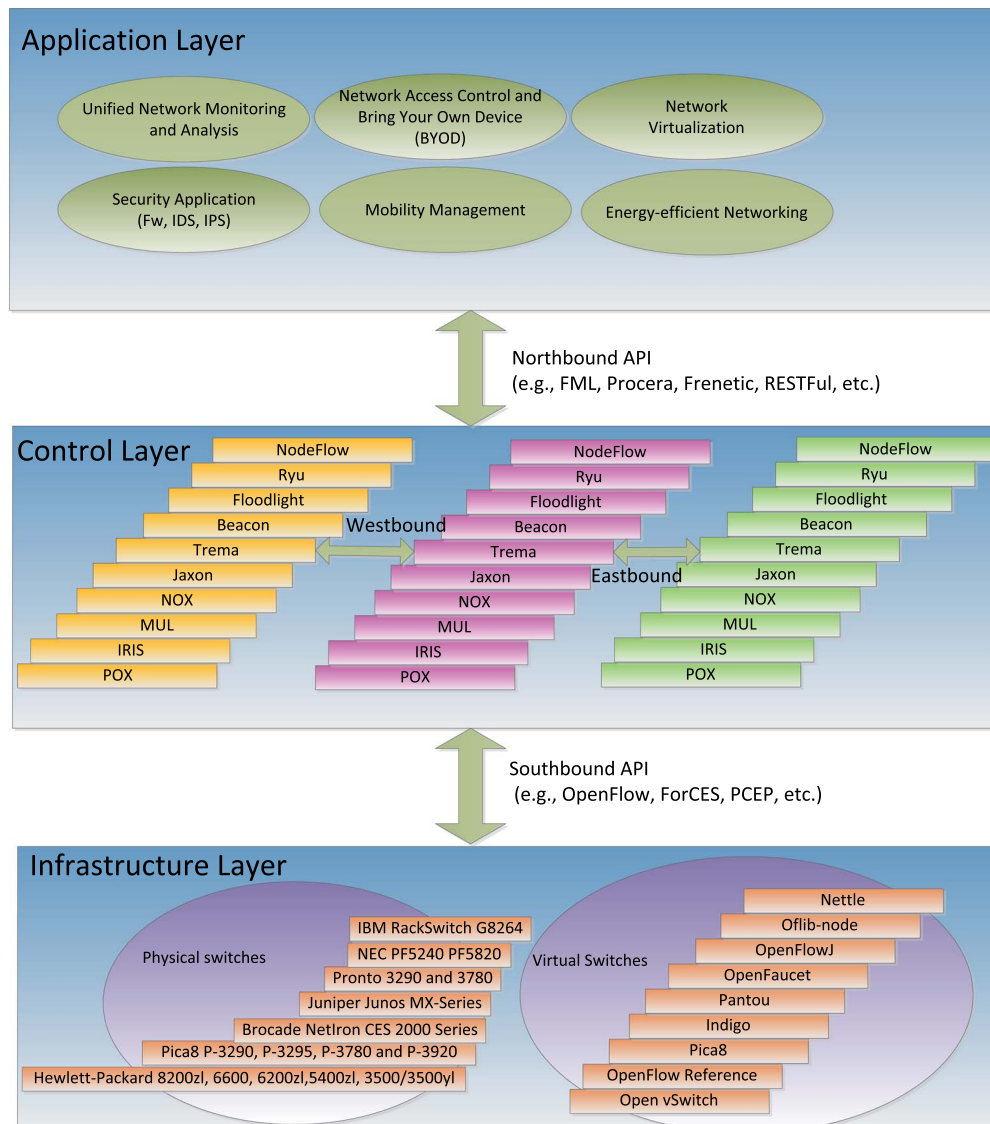 Application Layer
Unified Network Monitoring
and Analysis
Network Access Control and
Bring Your Own Device
(BYOD)
Network
Virtualization
Security Application
(Fw, IDS, IPS)
Mobility Management
Energy-efficient Networking
Northbound API
(e.g., FML, Procera, Frenetic, RESTFul, etc.)
Control Layer
NodeFlow
Ryu
Floodlight
Beacon
Trema
Jaxon
NOX
MUL
IRIS
POX
Westbound
NodeFlow
Ryu
Floodlight
Beacon
Trema
Jaxon
NOX
MUL
IRIS
POX
Eastbound
NodeFlow
Ryu
Floodlight
Beacon
Trema
Jaxon
NOX
MUL
IRIS
POX
Southbound API
(e.g., OpenFlow, ForCES, PCEP, etc.)
Infrastructure Layer
Physical switches
IBM RackSwitch G8264
NEC PF5240 PF5820
Pronto 3290 and 3780
Juniper Junos MX-Series
Brocade NetIron CES 2000 Series
Pica8 P-3290, P-3295, P-3780 and P-3920
Hewlett-Packard 8200zl, 6600, 6200zl,5400zl, 3500/3500yl
Virtual Switches
Nettle
Oflib-node
OpenFlowJ
OpenFaucet
Pantou
Indigo
Pica8
OpenFlow Reference
Open vSwitch